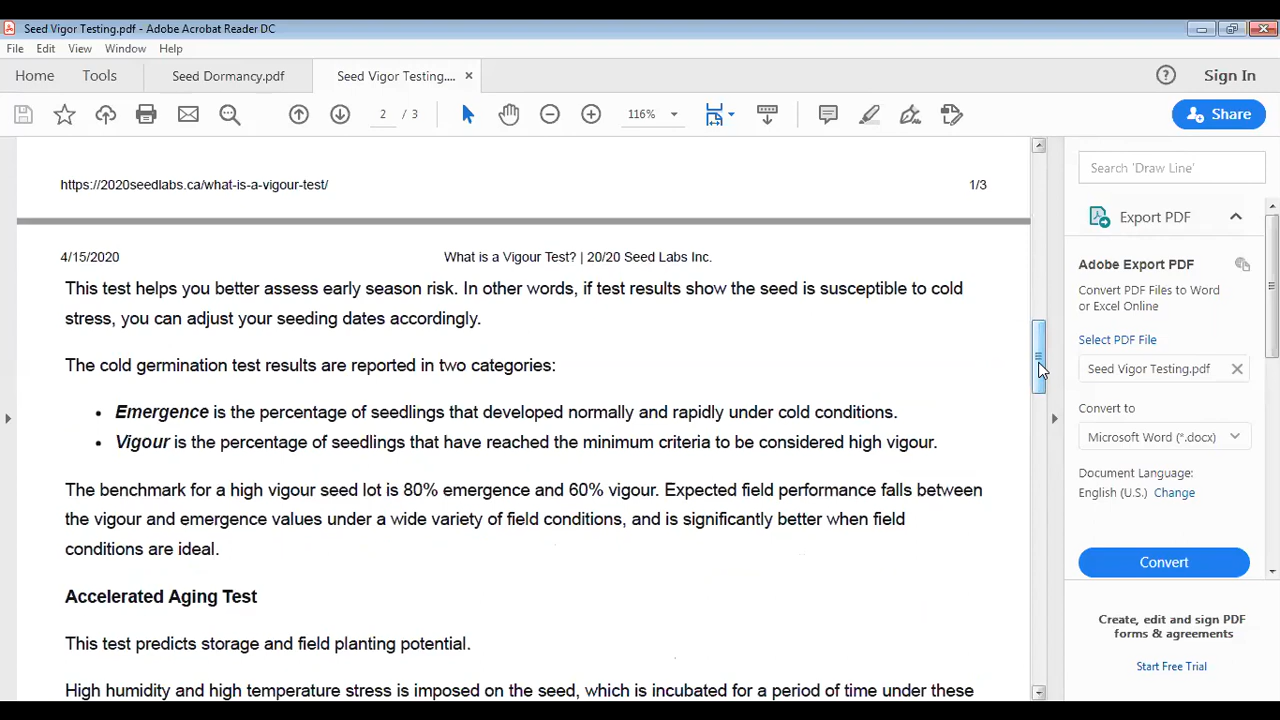 Seed Vigor Testing.pdf - Adobe Acrobat Reader DC
File Edit View Window Help
Home Tools Seed Dormancy.pdf Seed Vigor Testing.... × Sign In
2 / 3 116% Share
https://2020seedlabs.ca/what-is-a-vigour-test/ 1/3
4/15/2020 What is a Vigour Test? | 20/20 Seed Labs Inc.
This test helps you better assess early season risk. In other words, if test results show the seed is susceptible to cold
stress, you can adjust your seeding dates accordingly.
The cold germination test results are reported in two categories:
• Emergence is the percentage of seedlings that developed normally and rapidly under cold conditions.
• Vigour is the percentage of seedlings that have reached the minimum criteria to be considered high vigour.
The benchmark for a high vigour seed lot is 80% emergence and 60% vigour. Expected field performance falls between
the vigour and emergence values under a wide variety of field conditions, and is significantly better when field
conditions are ideal.
Accelerated Aging Test
This test predicts storage and field planting potential.
High humidity and high temperature stress is imposed on the seed, which is incubated for a period of time under these
Search 'Draw Line'
Export PDF
Adobe Export PDF
Convert PDF Files to Word
or Excel Online
Select PDF File
Seed Vigor Testing.pdf
Convert to
Microsoft Word (*.docx)
Document Language:
English (U.S.) Change
Convert
Create, edit and sign PDF
forms & agreements
Start Free Trial